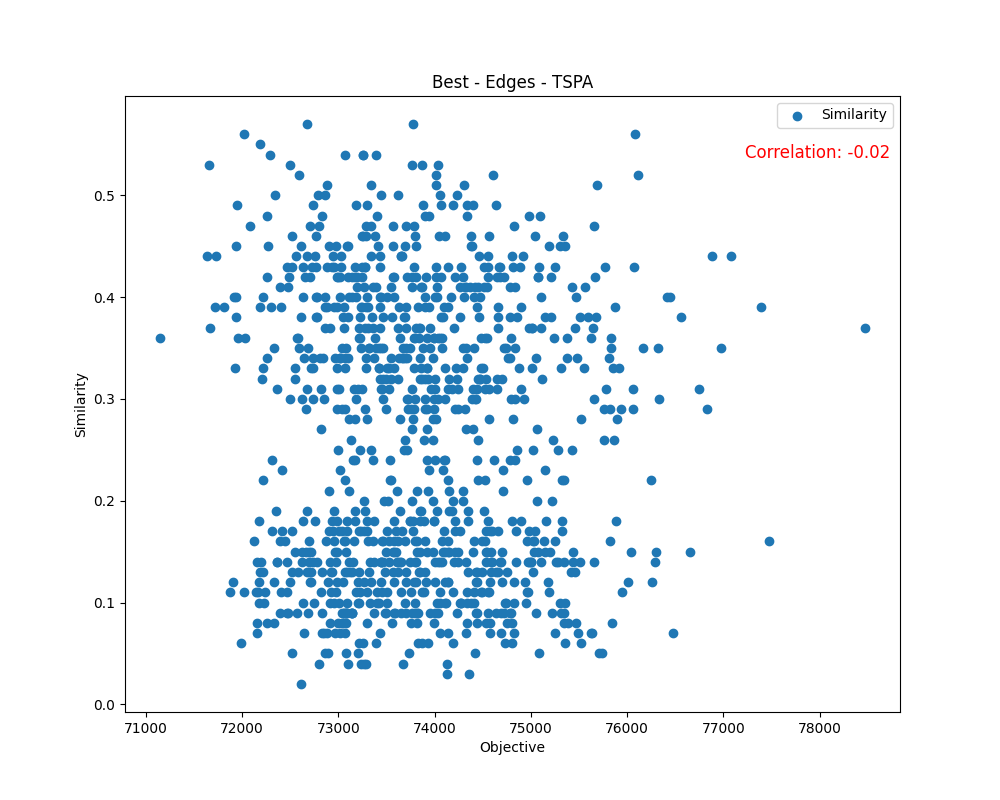 Best - Edges - TSPA
Similarity
Correlation: -0.02
Similarity
0.5
0.4
0.3
0.2
0.1
0.0
71000 72000 73000 74000 75000 76000 77000 78000
Objective